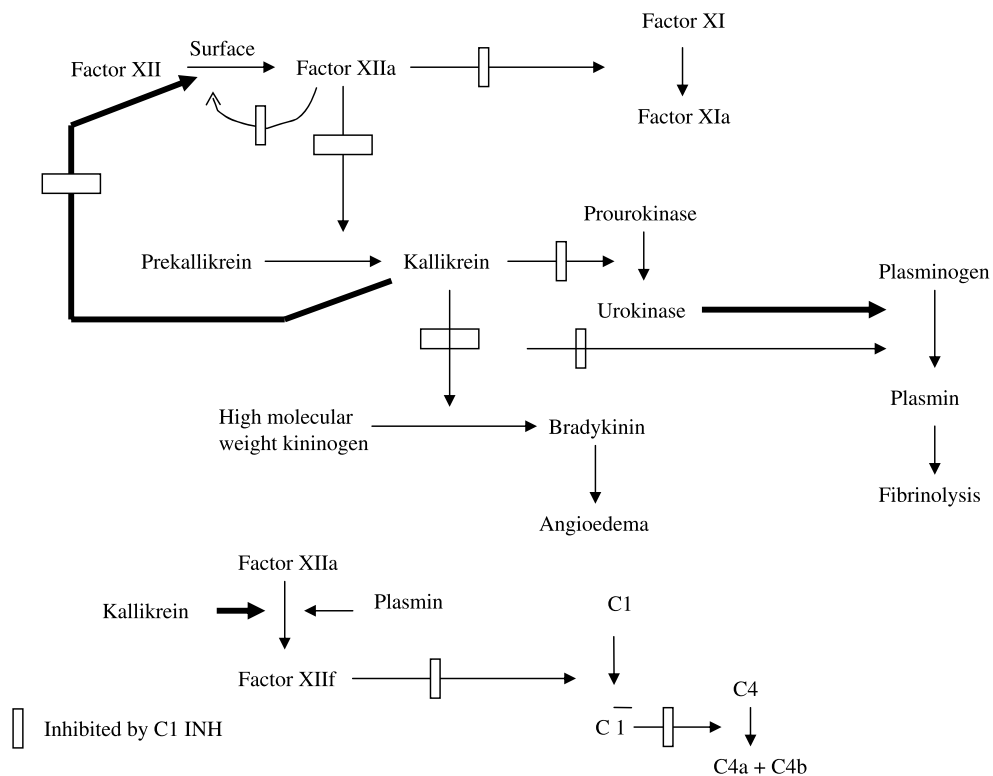 Factor XI
Surface
Factor XII
Factor XIIa
Factor XIa
Prourokinase
Prekallikrein
Kallikrein
Plasminogen
Urokinase
Plasmin
High molecular
weight kininogen
Bradykinin
Fibrinolysis
Angioedema
Factor XIIa
Kallikrein
Plasmin
C1
Factor XIIf
C4
Inhibited by C1 INH
C 1̅
C4a + C4b